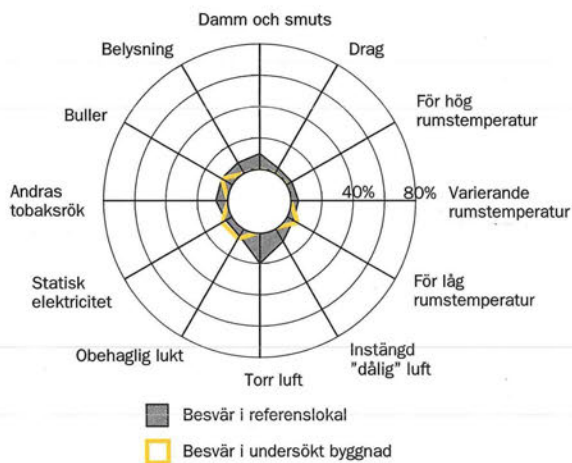 Damm och smuts
Belysning
Drag
Buller
För hög
rumstemperatur
Andras
tobaksrök
40%
80%
Varierande
rumstemperatur
Statisk
elektricitet
För låg
rumstemperatur
Obehaglig lukt
Instängd
"dålig" luft
Torr luft
Besvär i referenslokal
Besvär i undersökt byggnad